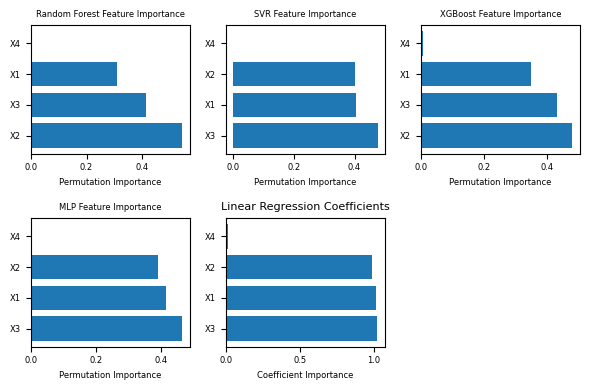 Random Forest Feature Importance
X4
X1
X3
X2
0.0 0.2 0.4
Permutation Importance
SVR Feature Importance
X4
X2
X1
X3
0.0 0.2 0.4
Permutation Importance
XGBoost Feature Importance
X4
X1
X3
X2
0.0 0.2 0.4
Permutation Importance
MLP Feature Importance
X4
X2
X1
X3
0.0 0.2 0.4
Permutation Importance
Linear Regression Coefficients
X4
X2
X1
X3
0.0 0.5 1.0
Coefficient Importance